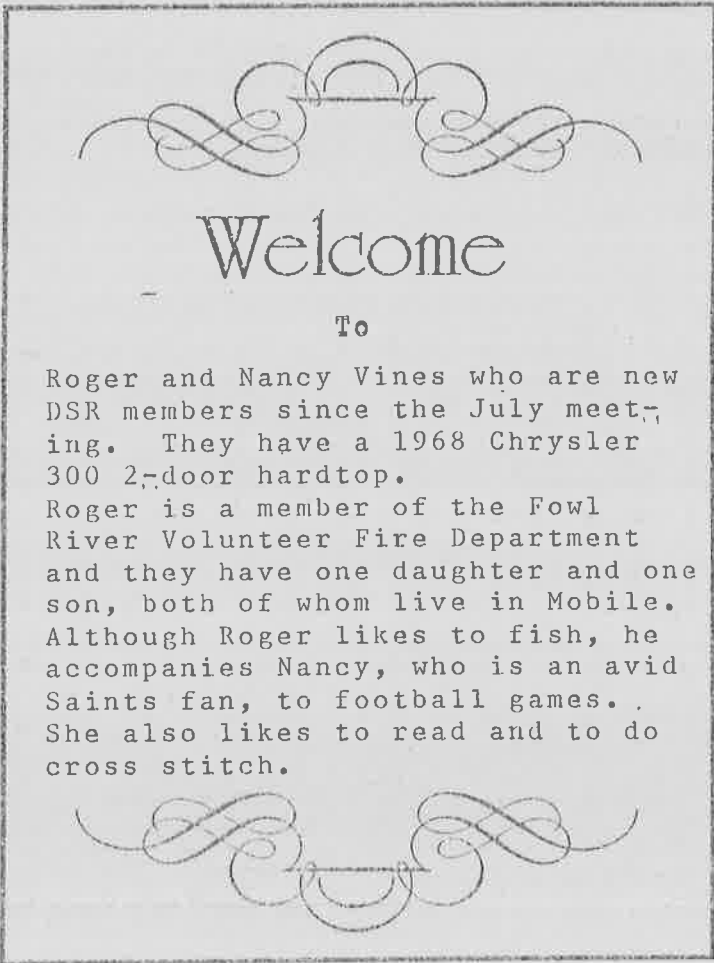 Welcome
To
Roger and Nancy Vines who are new
DSR members since the July meet-
ing.  They have a 1968 Chrysler
300 2-door hardtop.
Roger is a member of the Fowl
River Volunteer Fire Department
and they have one daughter and one
son, both of whom live in Mobile.
Although Roger likes to fish, he
accompanies Nancy, who is an avid
Saints fan, to football games.
She also likes to read and to do
cross stitch.